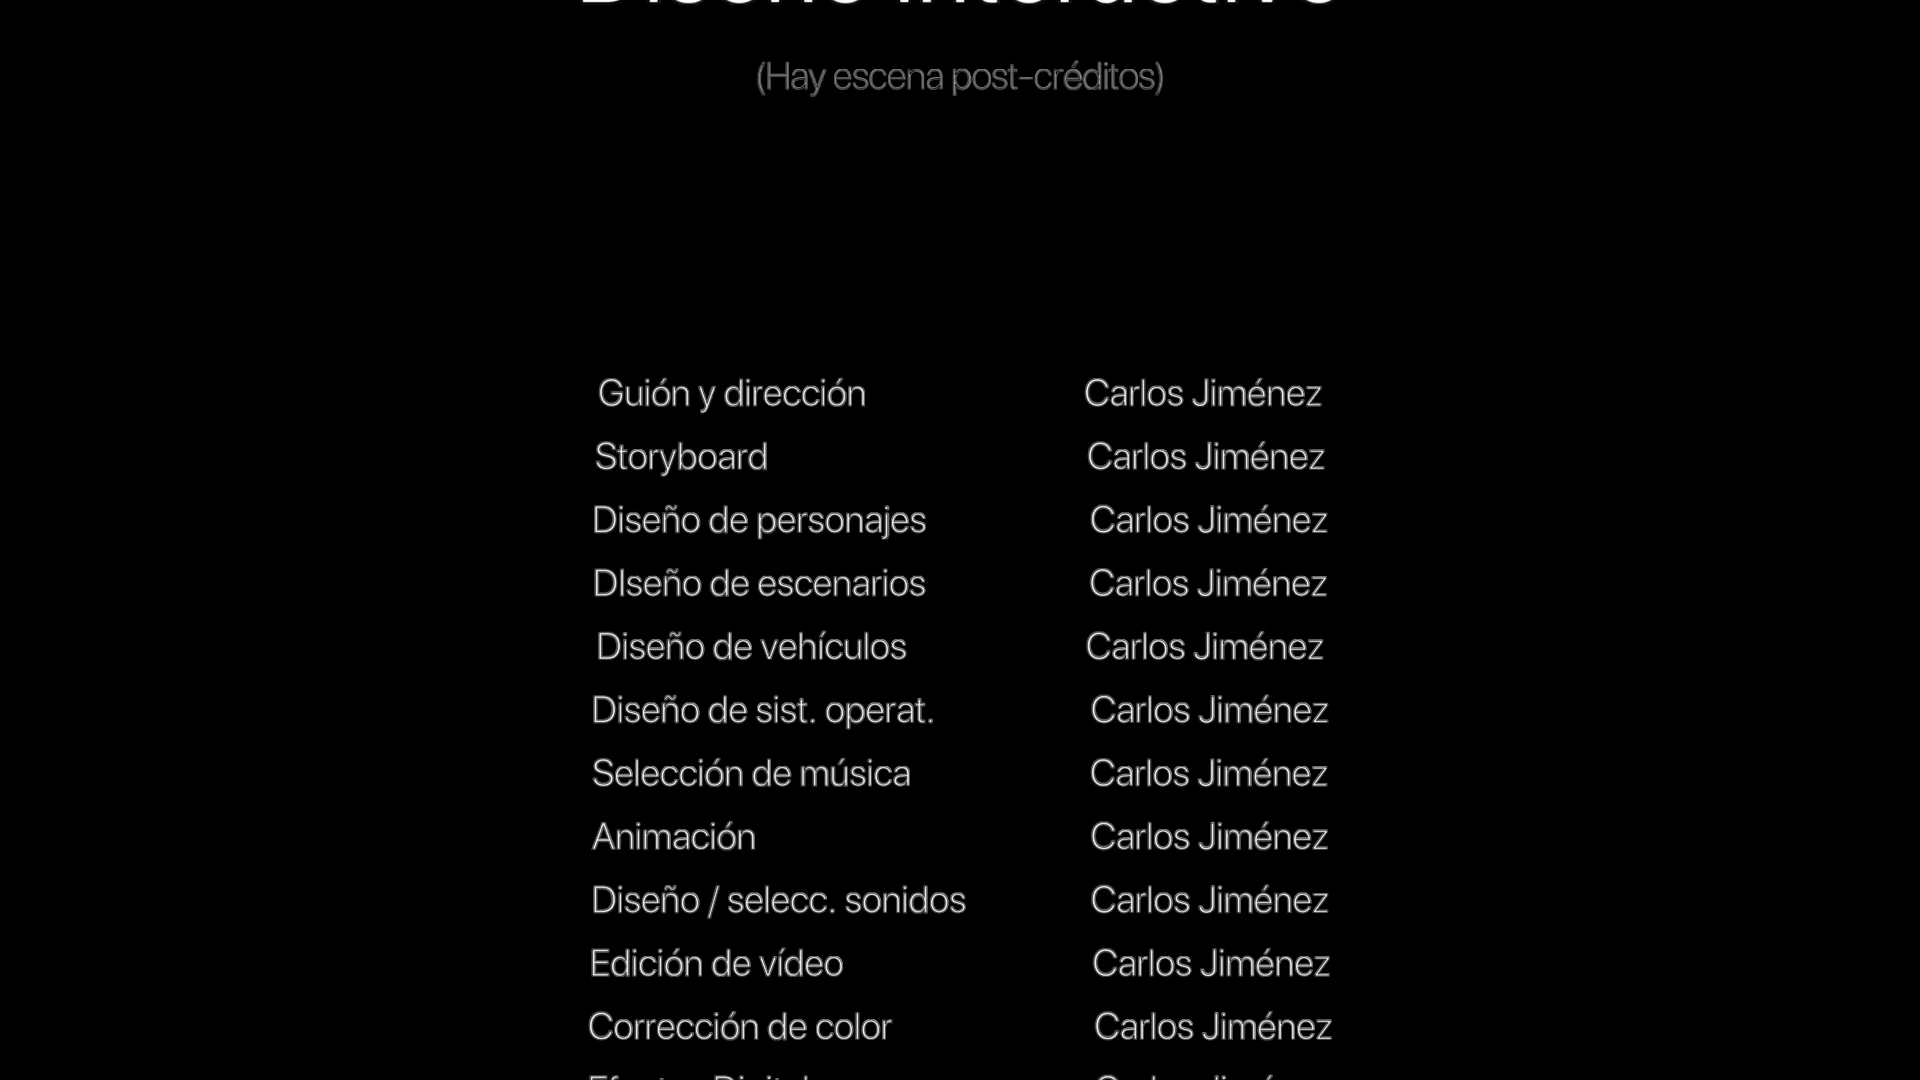 Diseño Interactivo
(Hay escena post-créditos)
Guión y dirección Carlos Jiménez
Storyboard Carlos Jiménez
Diseño de personajes Carlos Jiménez
DIseño de escenarios Carlos Jiménez
Diseño de vehículos Carlos Jiménez
Diseño de sist. operat. Carlos Jiménez
Selección de música Carlos Jiménez
Animación Carlos Jiménez
Diseño / selecc. sonidos Carlos Jiménez
Edición de vídeo Carlos Jiménez
Corrección de color Carlos Jiménez